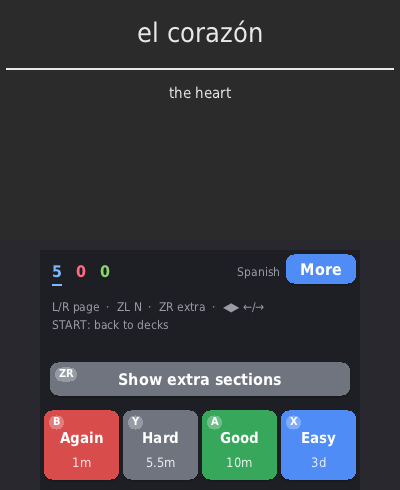 el corazón
the heart
5 0 0
Spanish
More
L/R page · ZL N · ZR extra · ◀▶ ←/→
START: back to decks
ZR Show extra sections
B Again 1m
Y Hard 5.5m
A Good 10m
X Easy 3d